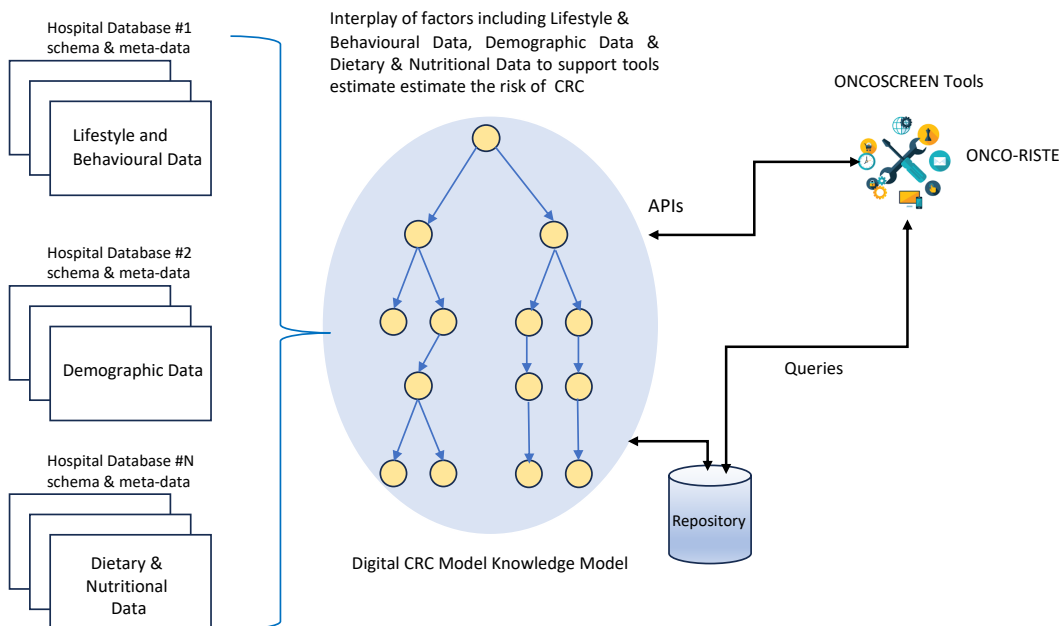 Hospital Database #1
schema & meta-data
Lifestyle and
Behavioural Data
Hospital Database #2
schema & meta-data
Demographic Data
Hospital Database #N
schema & meta-data
Dietary &
Nutritional
Data
Interplay of factors including Lifestyle &
Behavioural Data, Demographic Data &
Dietary & Nutritional Data to support tools
estimate estimate the risk of CRC
Digital CRC Model Knowledge Model
APIs
ONCOSCREEN Tools
ONCO-RISTE
Queries
Repository